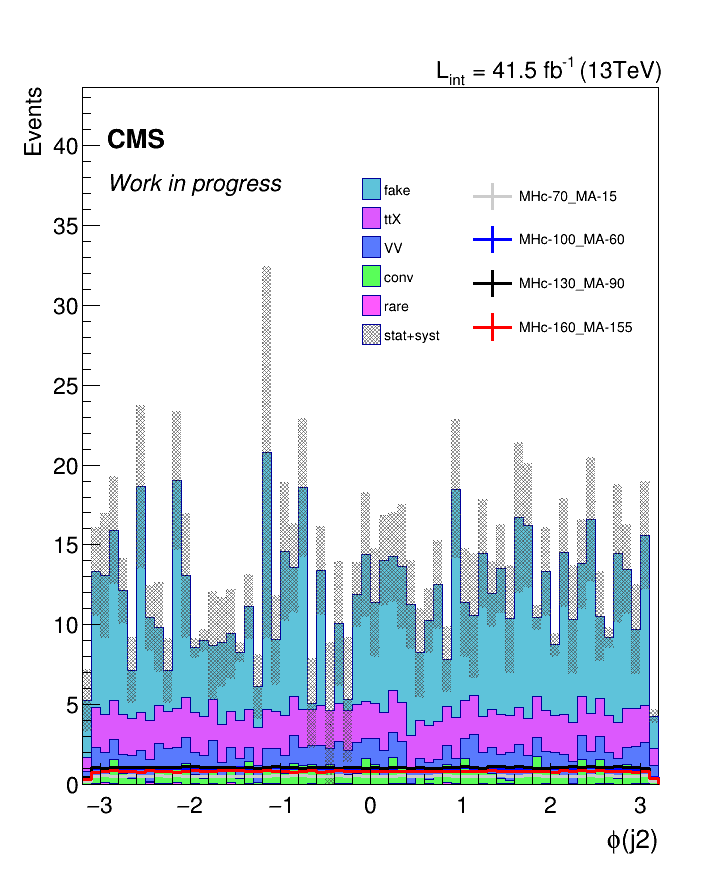 L_int = 41.5 fb^-1 (13TeV)
Events
CMS
Work in progress
fake
ttX
VV
conv
rare
stat+syst
MHc-70_MA-15
MHc-100_MA-60
MHc-130_MA-90
MHc-160_MA-155
40
35
30
25
20
15
10
5
0
−3 −2 −1 0 1 2 3
ϕ(j2)